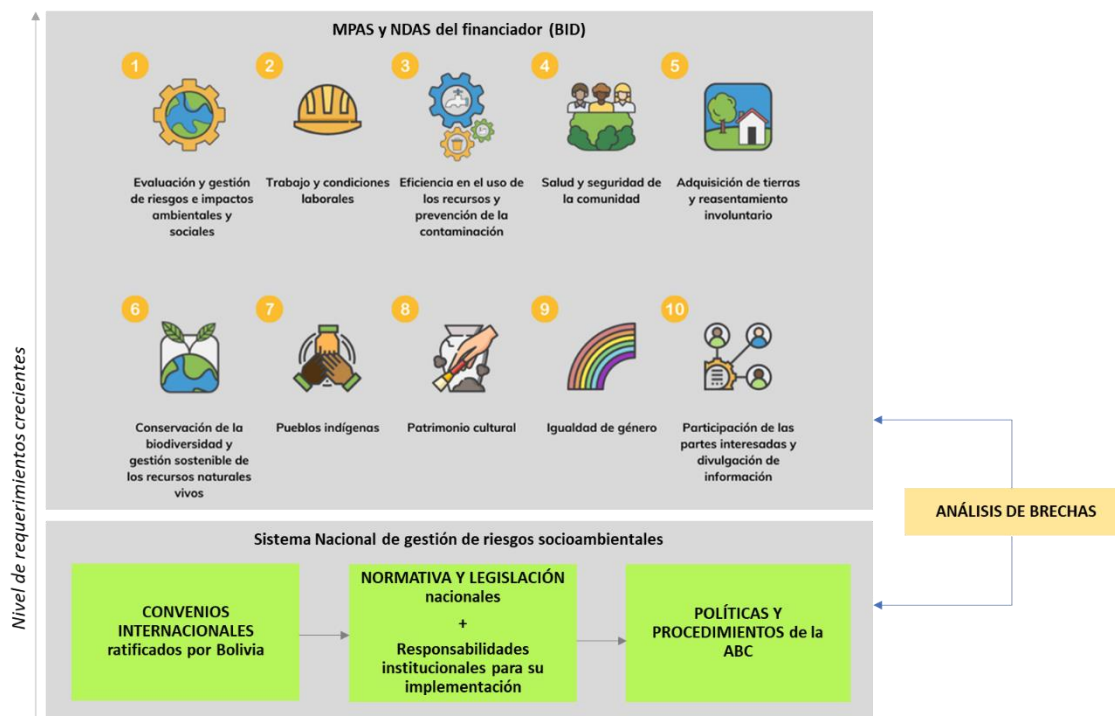 MPAS y NDAS del financiador (BID)
1
2
3
4
5
Evaluación y gestión
de riesgos e impactos
ambientales y
sociales
Trabajo y condiciones
laborales
Eficiencia en el uso de
los recursos y
prevención de la
contaminación
Salud y seguridad de
la comunidad
Adquisición de tierras
y reasentamiento
involuntario
6
7
8
9
10
Conservación de la
biodiversidad y
gestión sostenible de
los recursos naturales
vivos
Pueblos indígenas
Patrimonio cultural
Igualdad de género
Participación de las
partes interesadas y
divulgación de
información
Nivel de requerimientos crecientes
ANÁLISIS DE BRECHAS
Sistema Nacional de gestión de riesgos socioambientales
CONVENIOS
INTERNACIONALES
ratificados por Bolivia
NORMATIVA Y LEGISLACIÓN
nacionales
+
Responsabilidades
institucionales para su
implementación
POLÍTICAS Y
PROCEDIMIENTOS de la
ABC